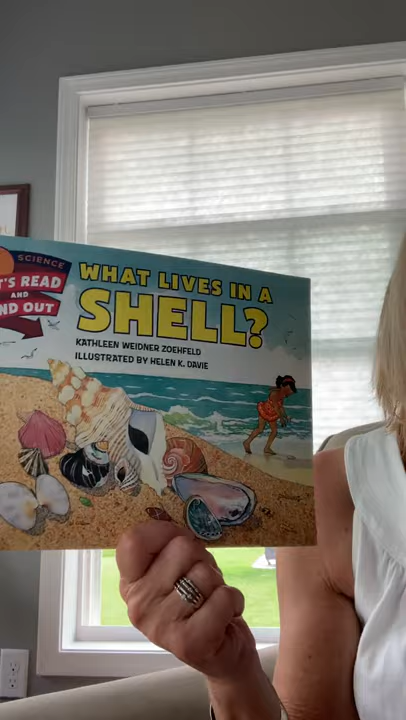 SCIENCE
READ
AND
ND OUT
WHAT LIVES IN A
SHELL?
KATHLEEN WEIDNER ZOEHFELD
ILLUSTRATED BY HELEN K. DAVIE